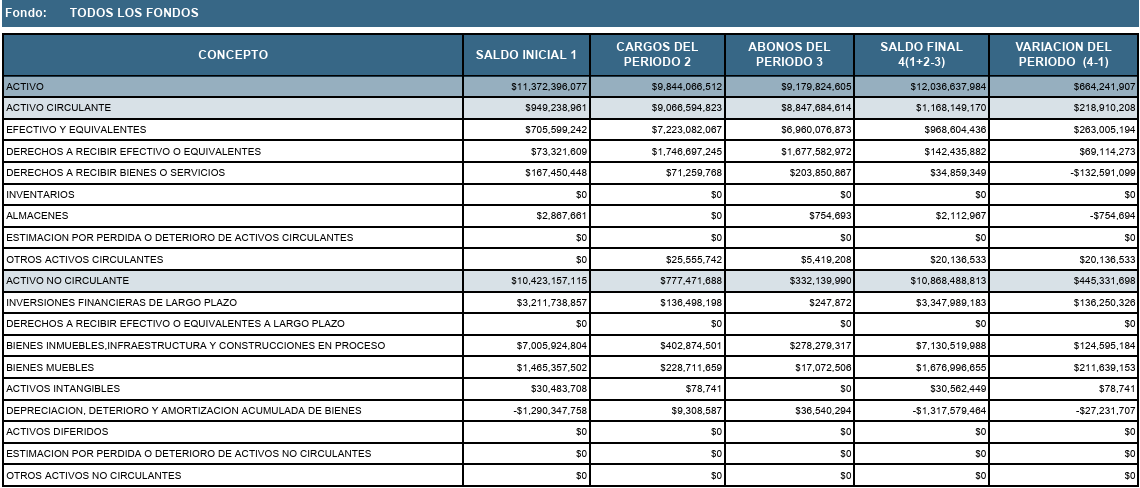 Fondo: TODOS LOS FONDOS
CONCEPTO SALDO INICIAL 1 CARGOS DEL PERIODO 2 ABONOS DEL PERIODO 3 SALDO FINAL 4(1+2-3) VARIACION DEL PERIODO (4-1)
ACTIVO $11,372,396,077 $9,844,066,512 $9,179,824,605 $12,036,637,984 $664,241,907
ACTIVO CIRCULANTE $949,238,961 $9,066,594,823 $8,847,684,614 $1,168,149,170 $218,910,208
EFECTIVO Y EQUIVALENTES $705,599,242 $7,223,082,067 $6,960,076,873 $968,604,436 $263,005,194
DERECHOS A RECIBIR EFECTIVO O EQUIVALENTES $73,321,609 $1,746,697,245 $1,677,582,972 $142,435,882 $69,114,273
DERECHOS A RECIBIR BIENES O SERVICIOS $167,450,448 $71,259,768 $203,850,867 $34,859,349 -$132,591,099
INVENTARIOS $0 $0 $0 $0 $0
ALMACENES $2,867,661 $0 $754,693 $2,112,967 -$754,694
ESTIMACION POR PERDIDA O DETERIORO DE ACTIVOS CIRCULANTES $0 $0 $0 $0 $0
OTROS ACTIVOS CIRCULANTES $0 $25,555,742 $5,419,208 $20,136,533 $20,136,533
ACTIVO NO CIRCULANTE $10,423,157,115 $777,471,688 $332,139,990 $10,868,488,813 $445,331,698
INVERSIONES FINANCIERAS DE LARGO PLAZO $3,211,738,857 $136,498,198 $247,872 $3,347,989,183 $136,250,326
DERECHOS A RECIBIR EFECTIVO O EQUIVALENTES A LARGO PLAZO $0 $0 $0 $0 $0
BIENES INMUEBLES,INFRAESTRUCTURA Y CONSTRUCCIONES EN PROCESO $7,005,924,804 $402,874,501 $278,279,317 $7,130,519,988 $124,595,184
BIENES MUEBLES $1,465,357,502 $228,711,659 $17,072,506 $1,676,996,655 $211,639,153
ACTIVOS INTANGIBLES $30,483,708 $78,741 $0 $30,562,449 $78,741
DEPRECIACION, DETERIORO Y AMORTIZACION ACUMULADA DE BIENES -$1,290,347,758 $9,308,587 $36,540,294 -$1,317,579,464 -$27,231,707
ACTIVOS DIFERIDOS $0 $0 $0 $0 $0
ESTIMACION POR PERDIDA O DETERIORO DE ACTIVOS NO CIRCULANTES $0 $0 $0 $0 $0
OTROS ACTIVOS NO CIRCULANTES $0 $0 $0 $0 $0